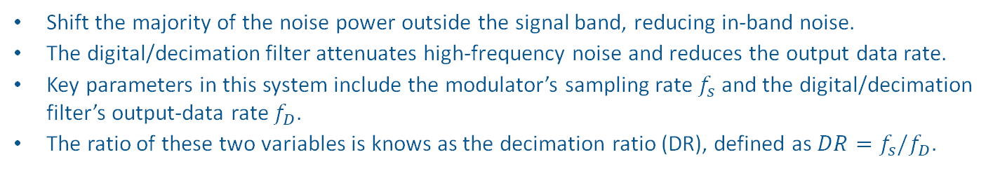 • Shift the majority of the noise power outside the signal band, reducing in-band noise.
• The digital/decimation filter attenuates high-frequency noise and reduces the output data rate.
• Key parameters in this system include the modulator’s sampling rate f_S and the digital/decimation
filter’s output-data rate f_D.
• The ratio of these two variables is knows as the decimation ratio (DR), defined as DR = f_S/f_D.